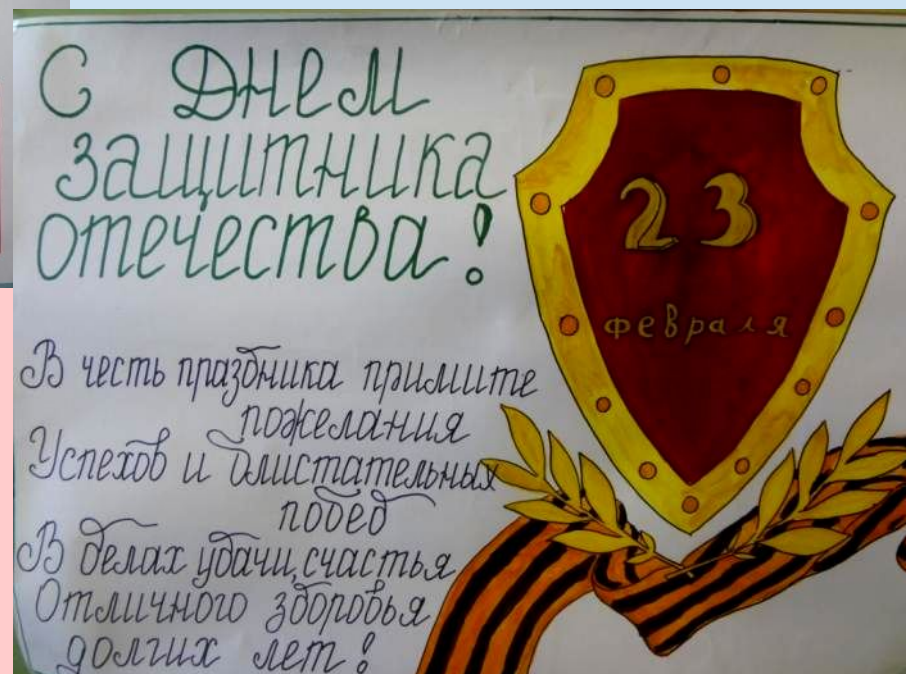 С Днем
защитника
отечества!
23
февраля
В честь праздника примите
пожелания
Успехов и блистательных
побед
В делах удачи, счастья
Отличного здоровья
долгих лет!